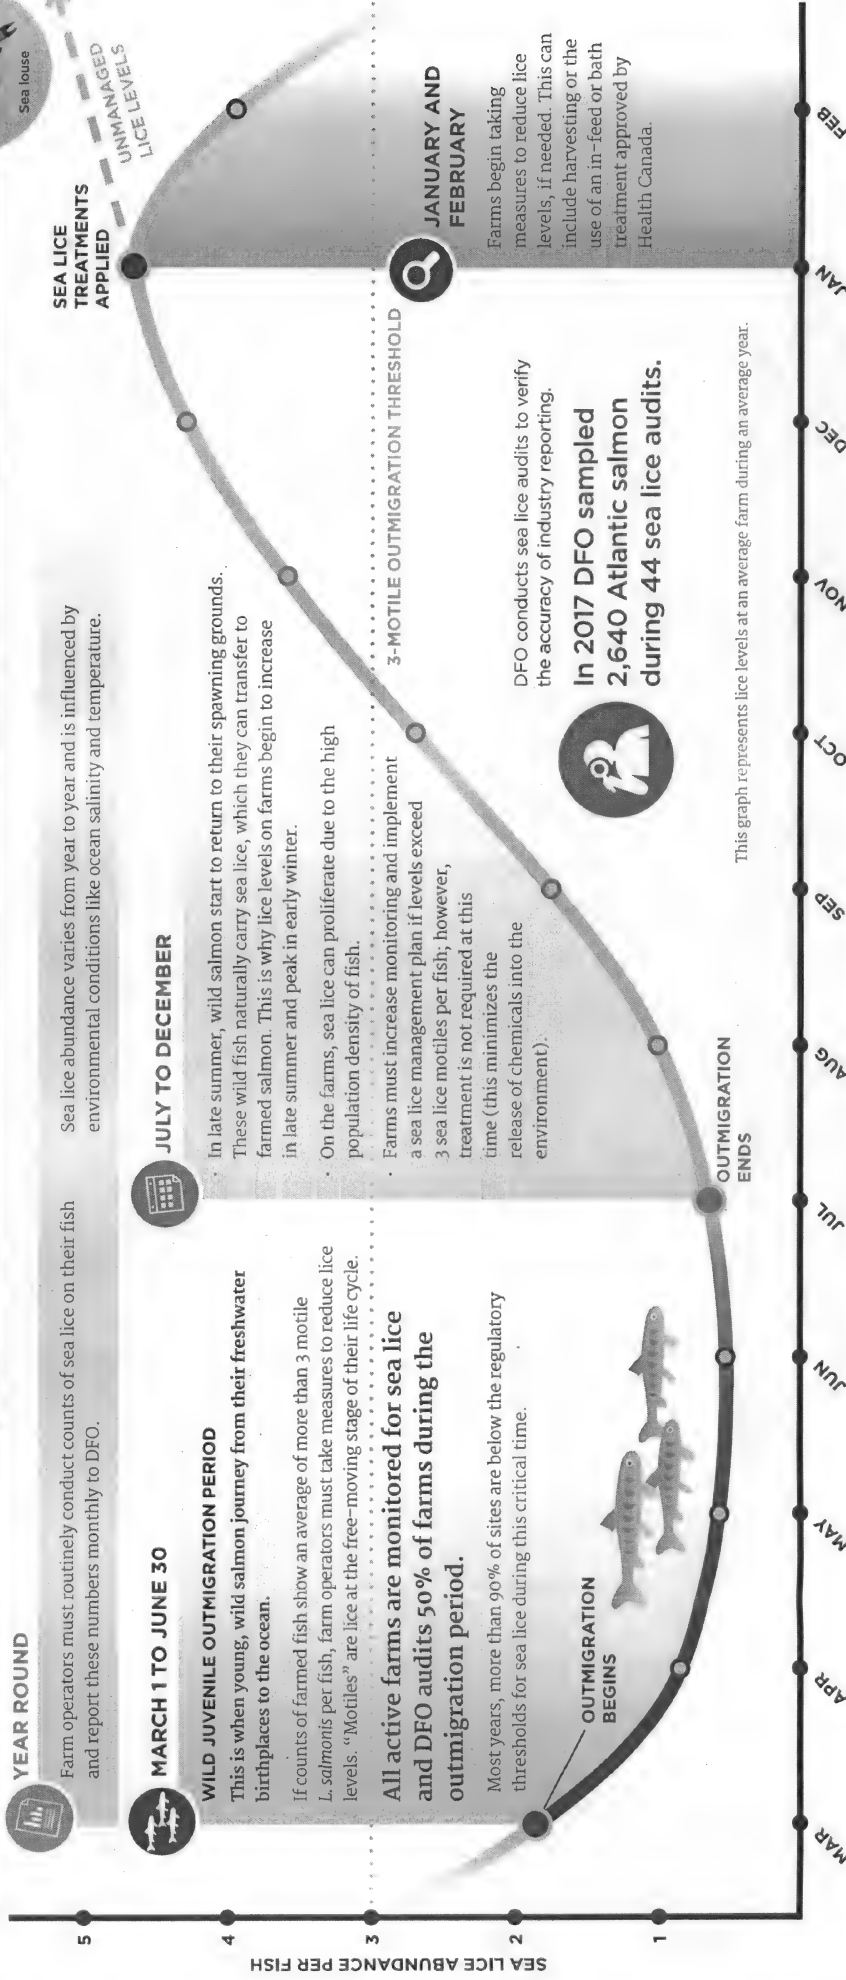 YEAR ROUND
Farm operators must routinely conduct counts of sea lice on their fish
and report these numbers monthly to DFO.
Sea lice abundance varies from year to year and is influenced by
environmental conditions like ocean salinity and temperature.
MARCH 1 TO JUNE 30
WILD JUVENILE OUTMIGRATION PERIOD
This is when young, wild salmon journey from their freshwater
birthplaces to the ocean.
If counts of farmed fish show an average of more than 3 motile
L. salmonis per fish, farm operators must take measures to reduce lice
levels. “Motiles” are lice at the free-moving stage of their life cycle.
All active farms are monitored for sea lice
and DFO audits 50% of farms during the
outmigration period.
Most years, more than 90% of sites are below the regulatory
thresholds for sea lice during this critical time.
OUTMIGRATION
BEGINS
JULY TO DECEMBER
· In late summer, wild salmon start to return to their spawning grounds.
These wild fish naturally carry sea lice, which they can transfer to
farmed salmon. This is why lice levels on farms begin to increase
in late summer and peak in early winter.
· On the farms, sea lice can proliferate due to the high
population density of fish.
· Farms must increase monitoring and implement
a sea lice management plan if levels exceed
3 sea lice motiles per fish; however,
treatment is not required at this
time (this minimizes the
release of chemicals into the
environment).
OUTMIGRATION
ENDS
3-MOTILE OUTMIGRATION THRESHOLD
DFO conducts sea lice audits to verify
the accuracy of industry reporting.
In 2017 DFO sampled
2,640 Atlantic salmon
during 44 sea lice audits.
This graph represents lice levels at an average farm during an average year.
SEA LICE
TREATMENTS
APPLIED
UNMANAGED
LICE LEVELS
Sea louse
JANUARY AND
FEBRUARY
Farms begin taking
measures to reduce lice
levels, if needed. This can
include harvesting or the
use of an in-feed or bath
treatment approved by
Health Canada.
SEA LICE ABUNDANCE PER FISH
5
4
3
2
1
MAR
APR
MAY
JUN
JUL
AUG
SEP
OCT
NOV
DEC
JAN
FEB